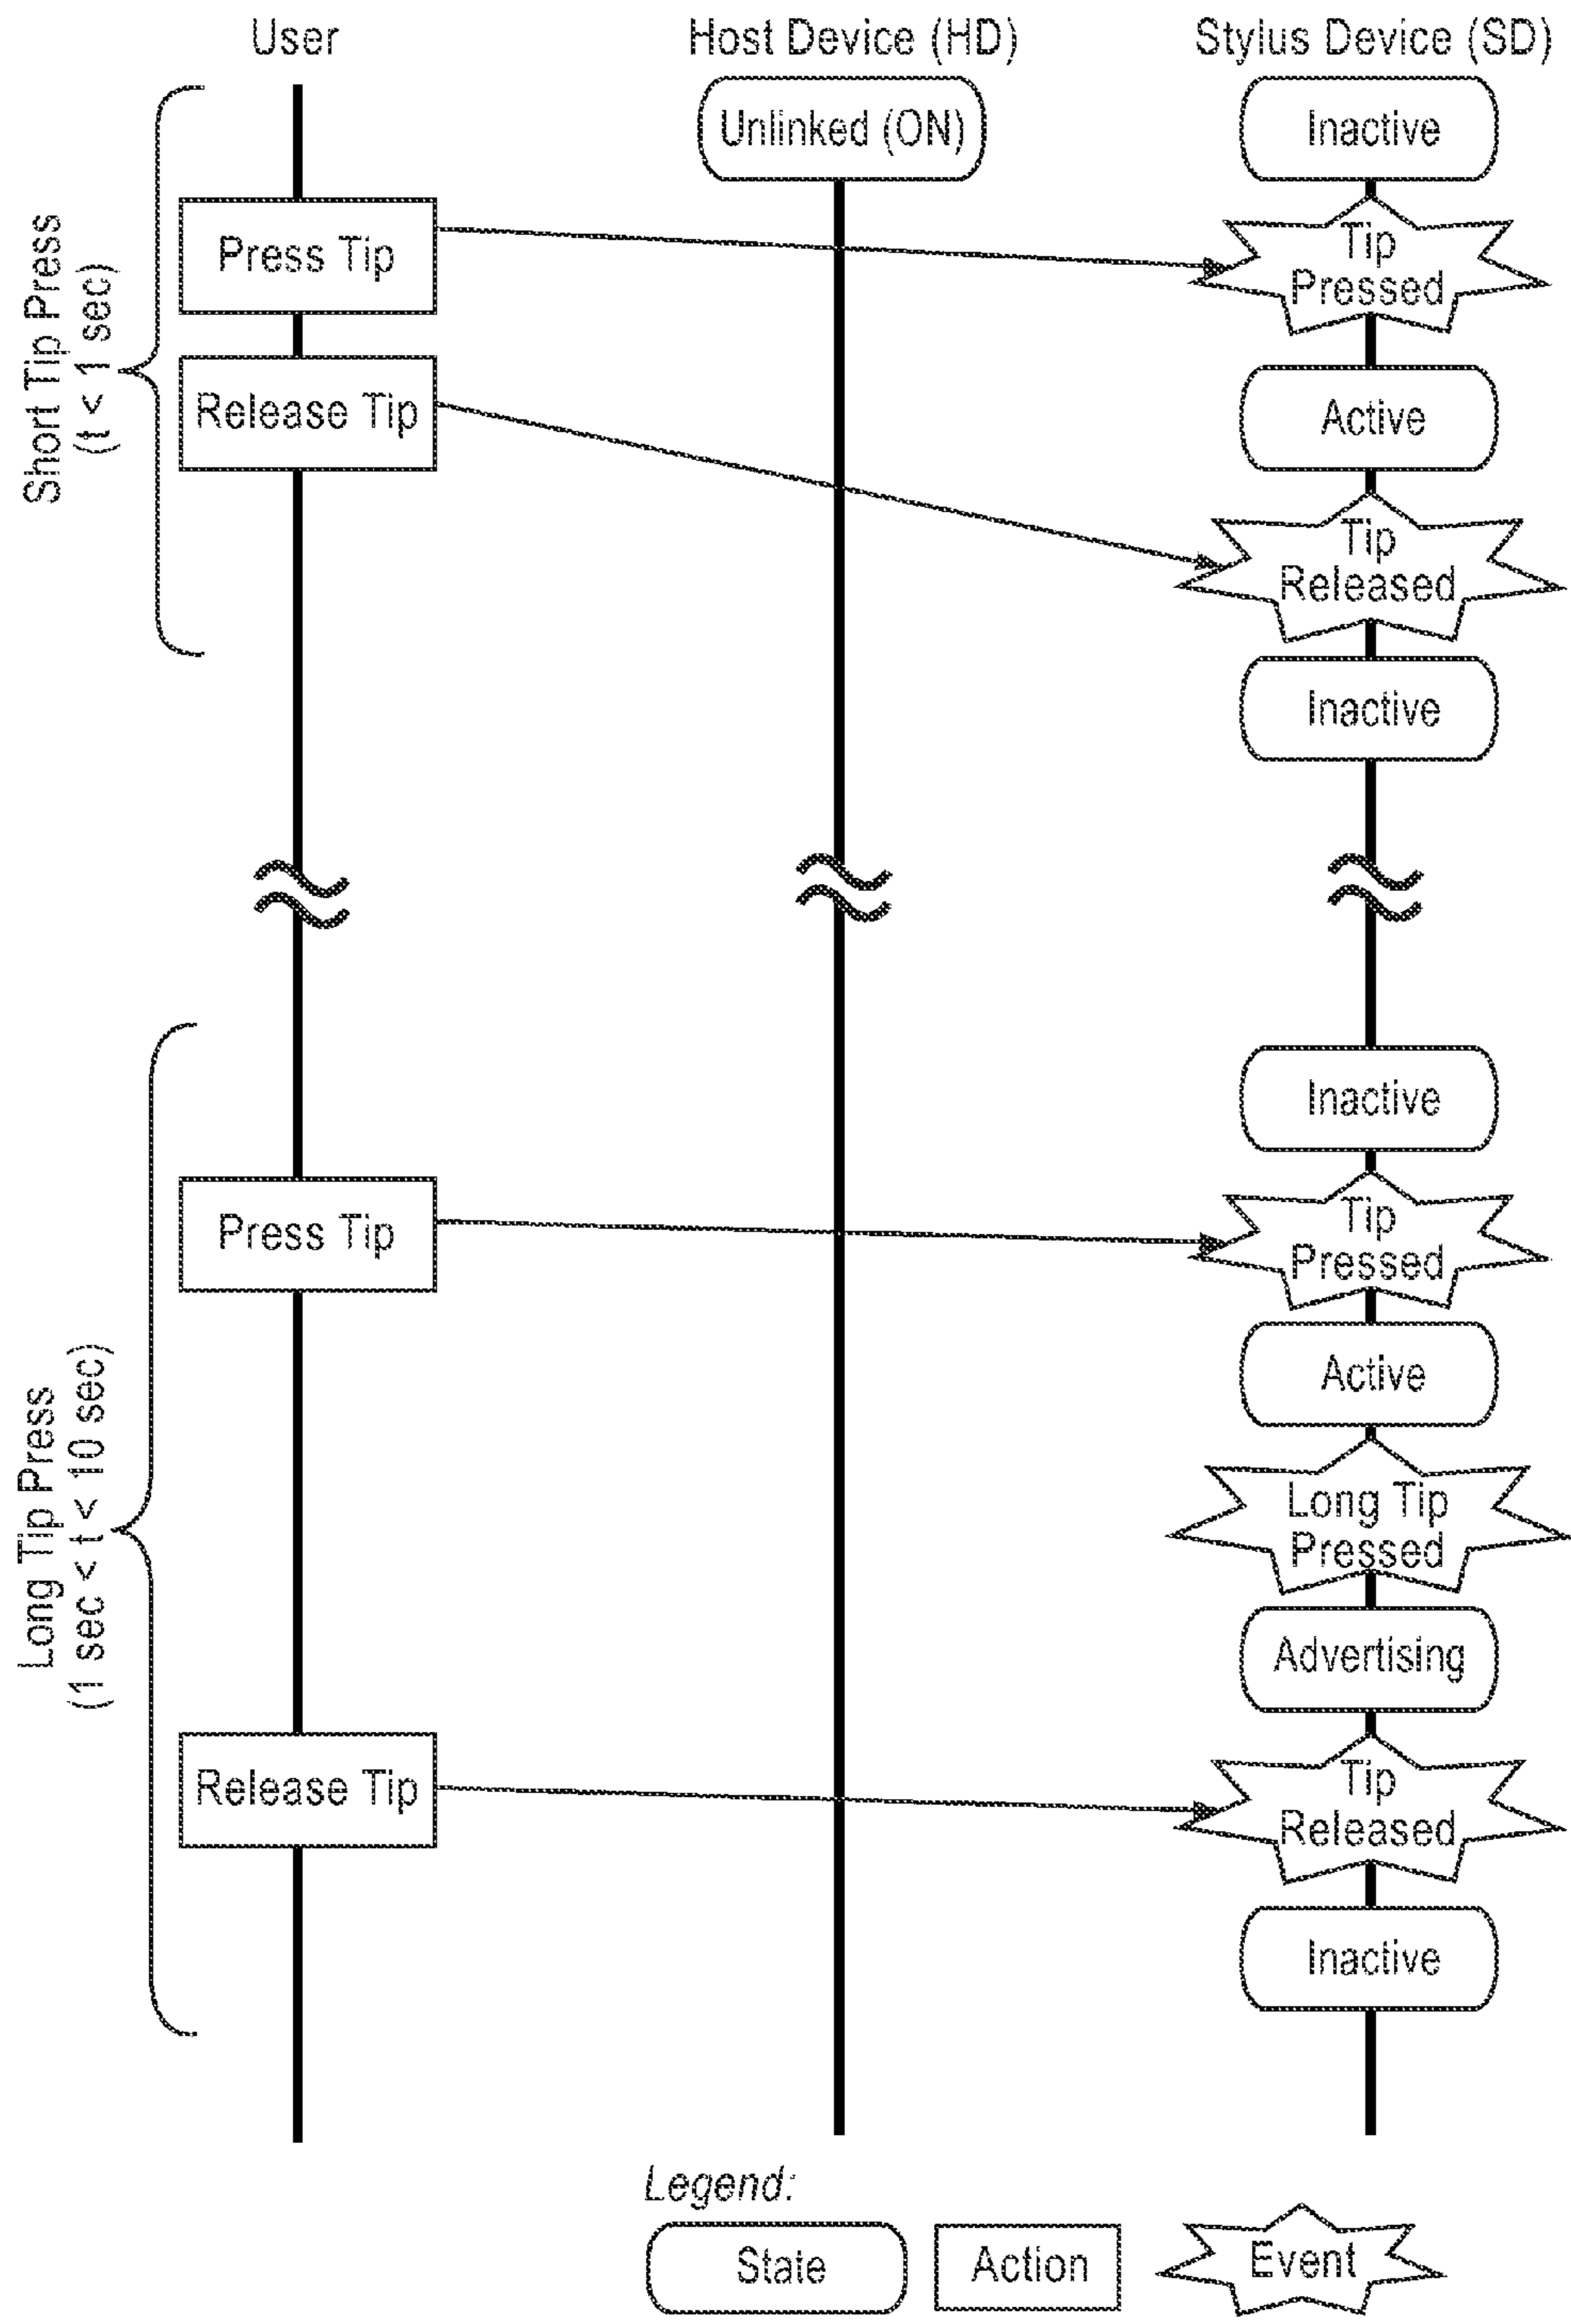 User
Host Device (HD)
Stylus Device (SD)
Unlinked (ON)
Inactive
Short Tip Press
(t < 1 sec)
Press Tip
Tip
Pressed
Release Tip
Active
Tip
Released
Inactive
Inactive
Long Tip Press
(1 sec < t < 10 sec)
Press Tip
Tip
Pressed
Active
Long Tip
Pressed
Advertising
Release Tip
Tip
Released
Inactive
Legend:
State
Action
Event